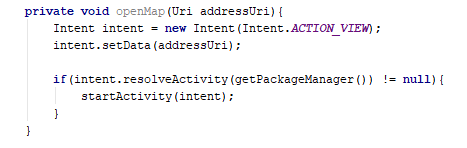 private void openMap(Uri addressUri){
Intent intent = new Intent(Intent.ACTION_VIEW);
intent.setData(addressUri);
if(intent.resolveActivity(getPackageManager()) != null){
startActivity(intent);
}
}